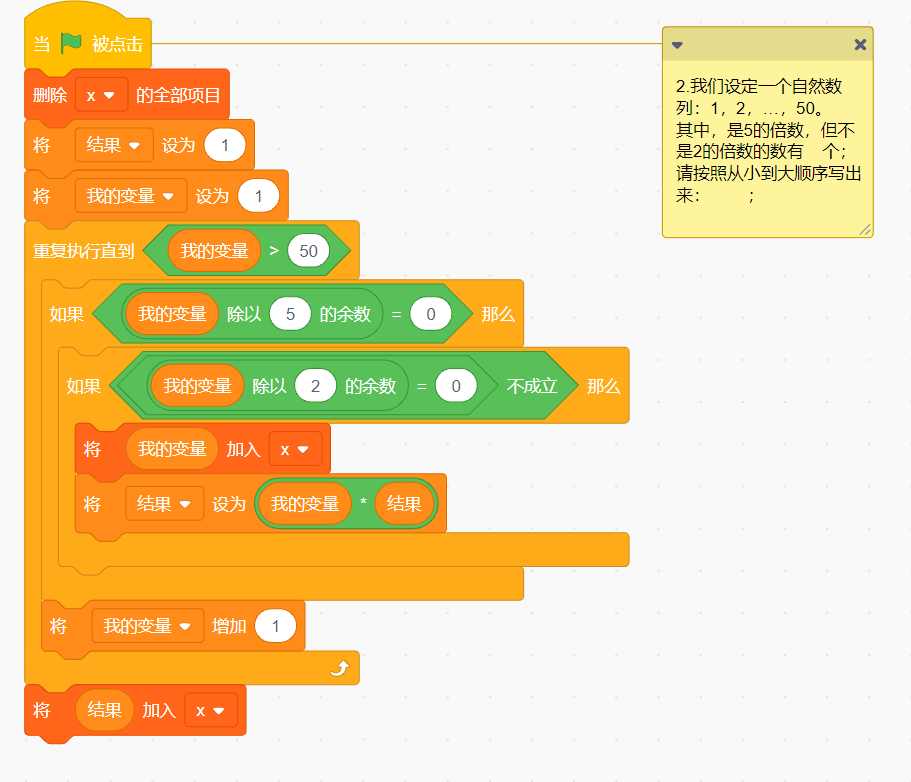 当 被点击
删除 x 的全部项目
将 结果 设为 1
将 我的变量 设为 1
重复执行直到 我的变量 > 50
如果 我的变量 除以 5 的余数 = 0 那么
如果 我的变量 除以 2 的余数 = 0 不成立 那么
将 我的变量 加入 x
将 结果 设为 我的变量 * 结果
将 我的变量 增加 1
将 结果 加入 x
2.我们设定一个自然数
列：1，2，...，50。
其中，是5的倍数，但不
是2的倍数的数有 个；
请按照从小到大顺序写出
来： ；